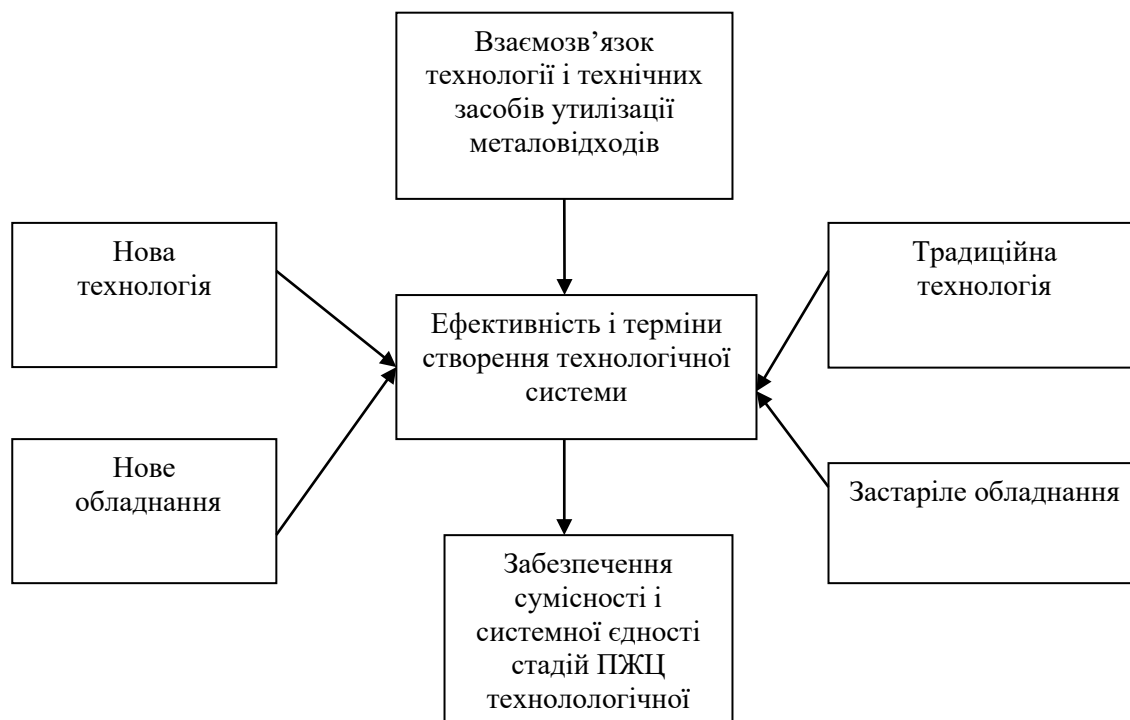 Взаємозв’язок
технології і технічних
засобів утилізації
металовідходів
Нова
технологія
Традиційна
технологія
Ефективність і терміни
створення технологічної
системи
Нове
обладнання
Застаріле обладнання
Забезпечення
сумісності і
системної єдності
стадій ПЖЦ
технолологічної